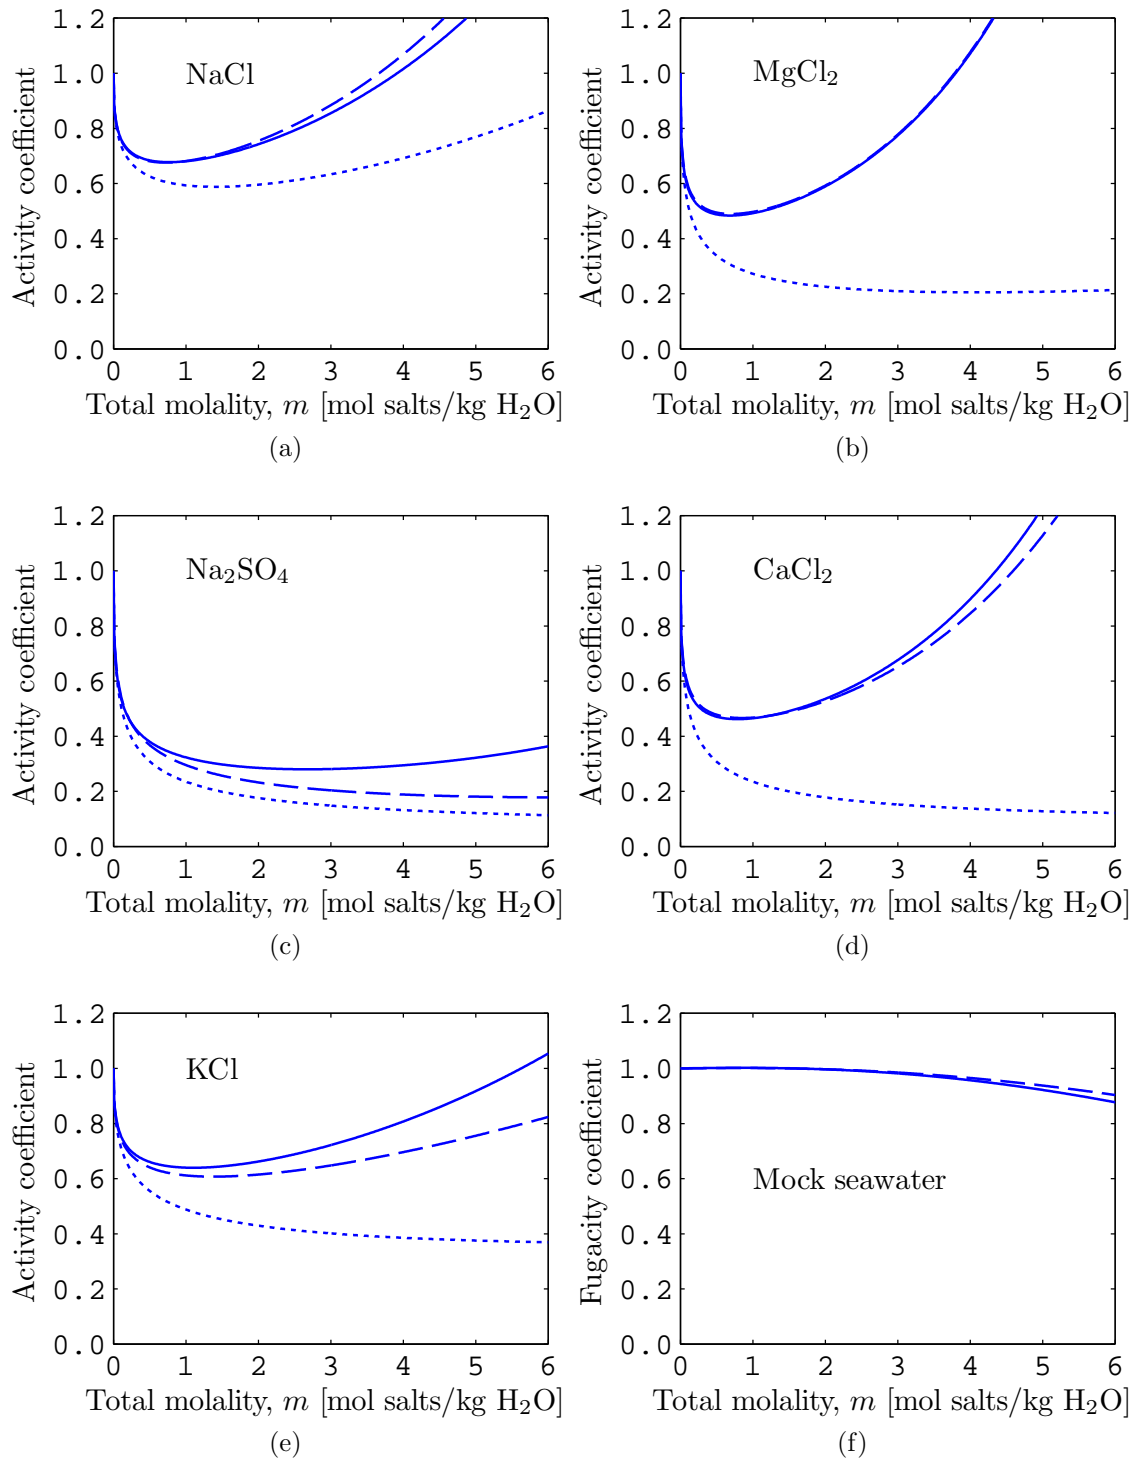 1.2
1.0
0.8
0.6
0.4
0.2
0.0
Activity coefficient
NaCl
0 1 2 3 4 5 6
Total molality, m [mol salts/kg H₂O]
(a)
1.2
1.0
0.8
0.6
0.4
0.2
0.0
Activity coefficient
MgCl₂
0 1 2 3 4 5 6
Total molality, m [mol salts/kg H₂O]
(b)
1.2
1.0
0.8
0.6
0.4
0.2
0.0
Activity coefficient
Na₂SO₄
0 1 2 3 4 5 6
Total molality, m [mol salts/kg H₂O]
(c)
1.2
1.0
0.8
0.6
0.4
0.2
0.0
Activity coefficient
CaCl₂
0 1 2 3 4 5 6
Total molality, m [mol salts/kg H₂O]
(d)
1.2
1.0
0.8
0.6
0.4
0.2
0.0
Activity coefficient
KCl
0 1 2 3 4 5 6
Total molality, m [mol salts/kg H₂O]
(e)
1.2
1.0
0.8
0.6
0.4
0.2
0.0
Fugacity coefficient
Mock seawater
0 1 2 3 4 5 6
Total molality, m [mol salts/kg H₂O]
(f)